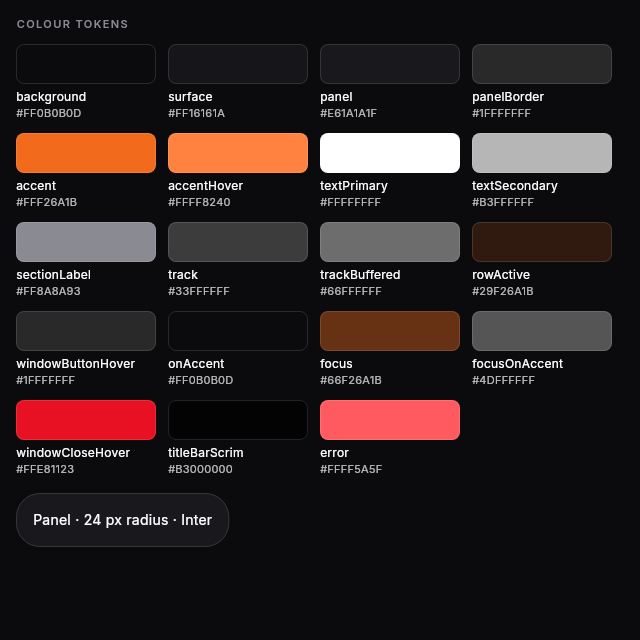 COLOUR TOKENS
background
#FF0B0B0D
surface
#FF16161A
panel
#E61A1A1F
panelBorder
#1FFFFFFF
accent
#FFF26A1B
accentHover
#FFFF8240
textPrimary
#FFFFFFFF
textSecondary
#B3FFFFFF
sectionLabel
#FF8A8A93
track
#33FFFFFF
trackBuffered
#66FFFFFF
rowActive
#29F26A1B
windowButtonHover
#1FFFFFFF
onAccent
#FF0B0B0D
focus
#66F26A1B
focusOnAccent
#4DFFFFFF
windowCloseHover
#FFE81123
titleBarScrim
#B3000000
error
#FFFF5A5F
Panel · 24 px radius · Inter